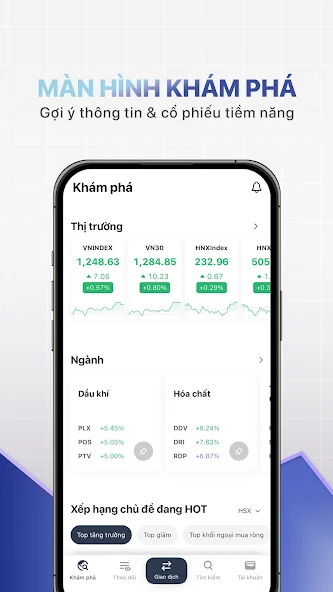 MÀN HÌNH KHÁM PHÁ
Gợi ý thông tin & cổ phiếu tiềm năng
Khám phá
Thị trường
VNINDEX VN30 HNXIndex HNX
1,248.63 1,284.85 232.96 505
7.05 10.23 0.67 1.
+0.57% +0.80% +0.29% +0.3
Ngành
Dầu khí Hóa chất
PLX +5.45% DDV +8.24%
POS +5.03% DRI +7.63%
PTV +5.00% RDP +6.87%
Xếp hạng chủ đề đang HOT HSX
Top tăng trưởng Top giảm Top khối ngoại mua ròng
Khám phá Theo dõi Giao dịch Tìm kiếm Tài khoản